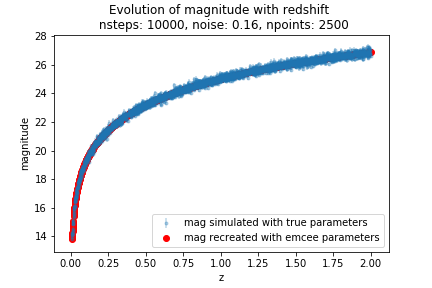 Evolution of magnitude with redshift
nsteps: 10000, noise: 0.16, npoints: 2500
28
26
24
22
20
18
16
14
magnitude
mag simulated with true parameters
mag recreated with emcee parameters
0.00 0.25 0.50 0.75 1.00 1.25 1.50 1.75 2.00
z